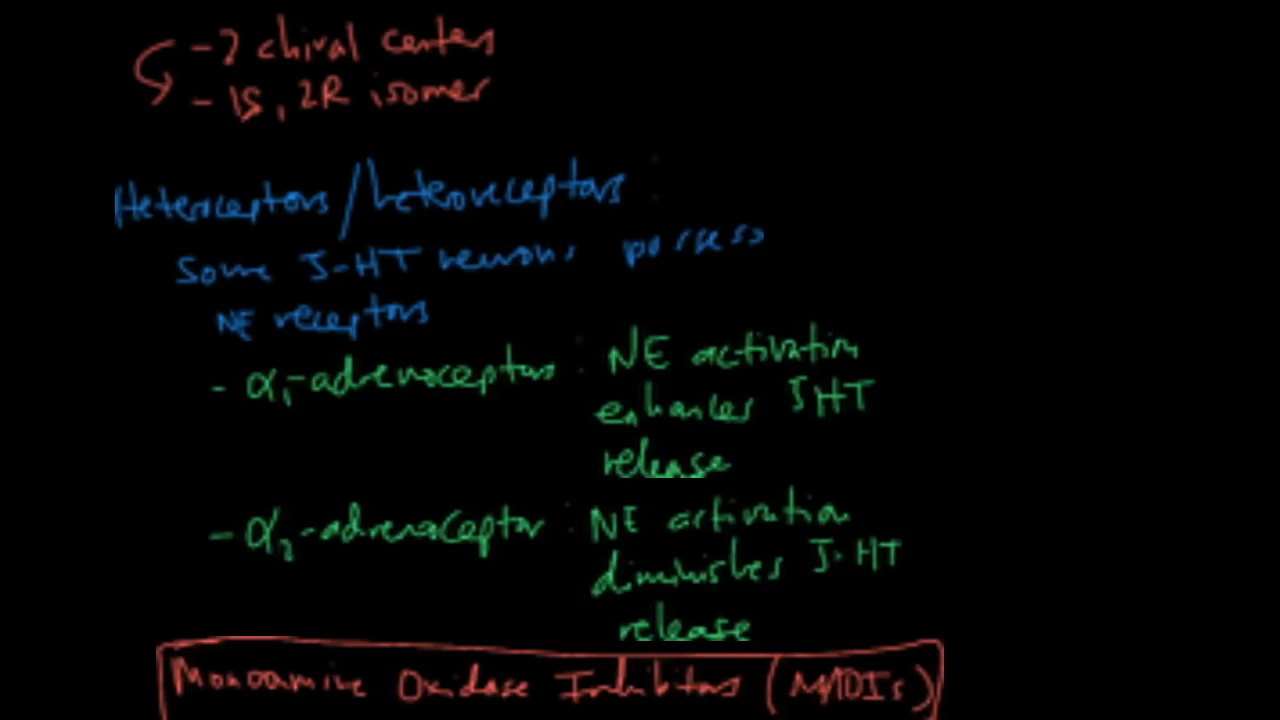 - 2 chiral centers
- 1S, 2R isomer
Heteroceptors/heteroreceptors :
Some 5-HT neurons possess
NE receptors
- α₁-adrenoceptors : NE activation
enhances 5HT
release
- α₂-adrenoceptor : NE activation
diminishes 5-HT
release
Monoamine Oxidase Inhibitors (MAOIs)